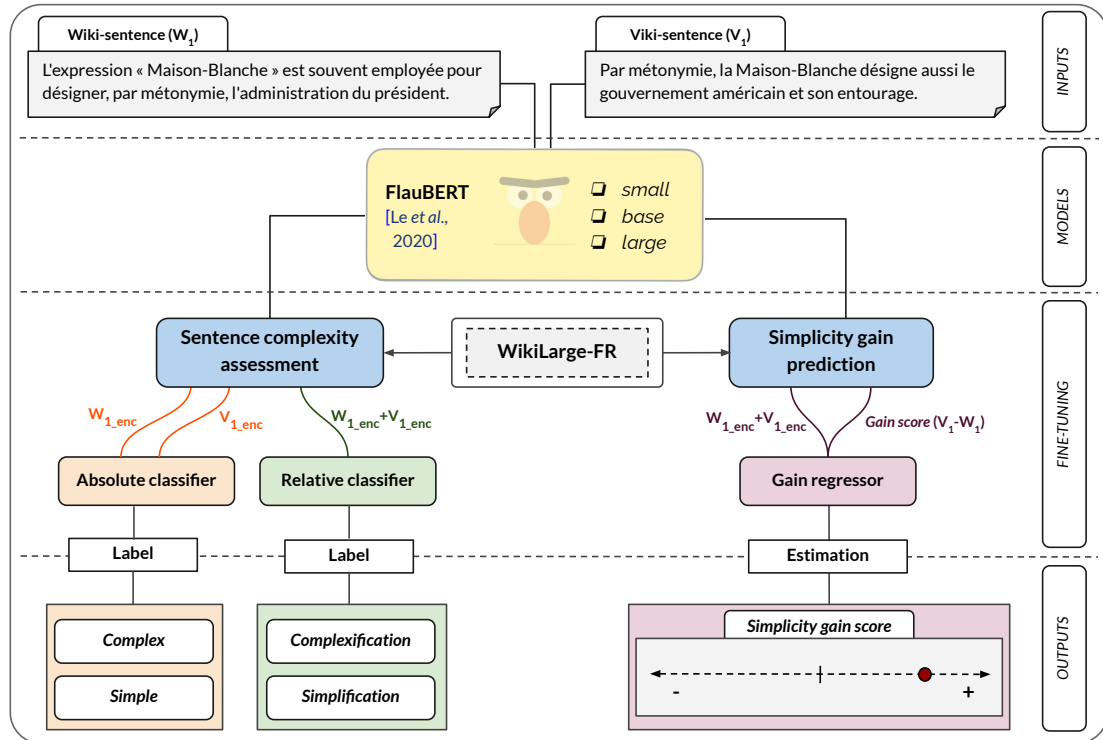 Wiki-sentence (W1)
Viki-sentence (V1)
L'expression « Maison-Blanche » est souvent employée pour
désigner, par métonymie, l'administration du président.
Par métonymie, la Maison-Blanche désigne aussi le
gouvernement américain et son entourage.
INPUTS
FlauBERT
[Le et al.,
2020]
❏ small
❏ base
❏ large
MODELS
Sentence complexity
assessment
WikiLarge-FR
Simplicity gain
prediction
W1_enc
V1_enc
W1_enc+V1_enc
W1_enc+V1_enc
Gain score (V1-W1)
Absolute classifier
Relative classifier
Gain regressor
FINE-TUNING
Label
Label
Estimation
Complex
Simple
Complexification
Simplification
Simplicity gain score
-
+
OUTPUTS